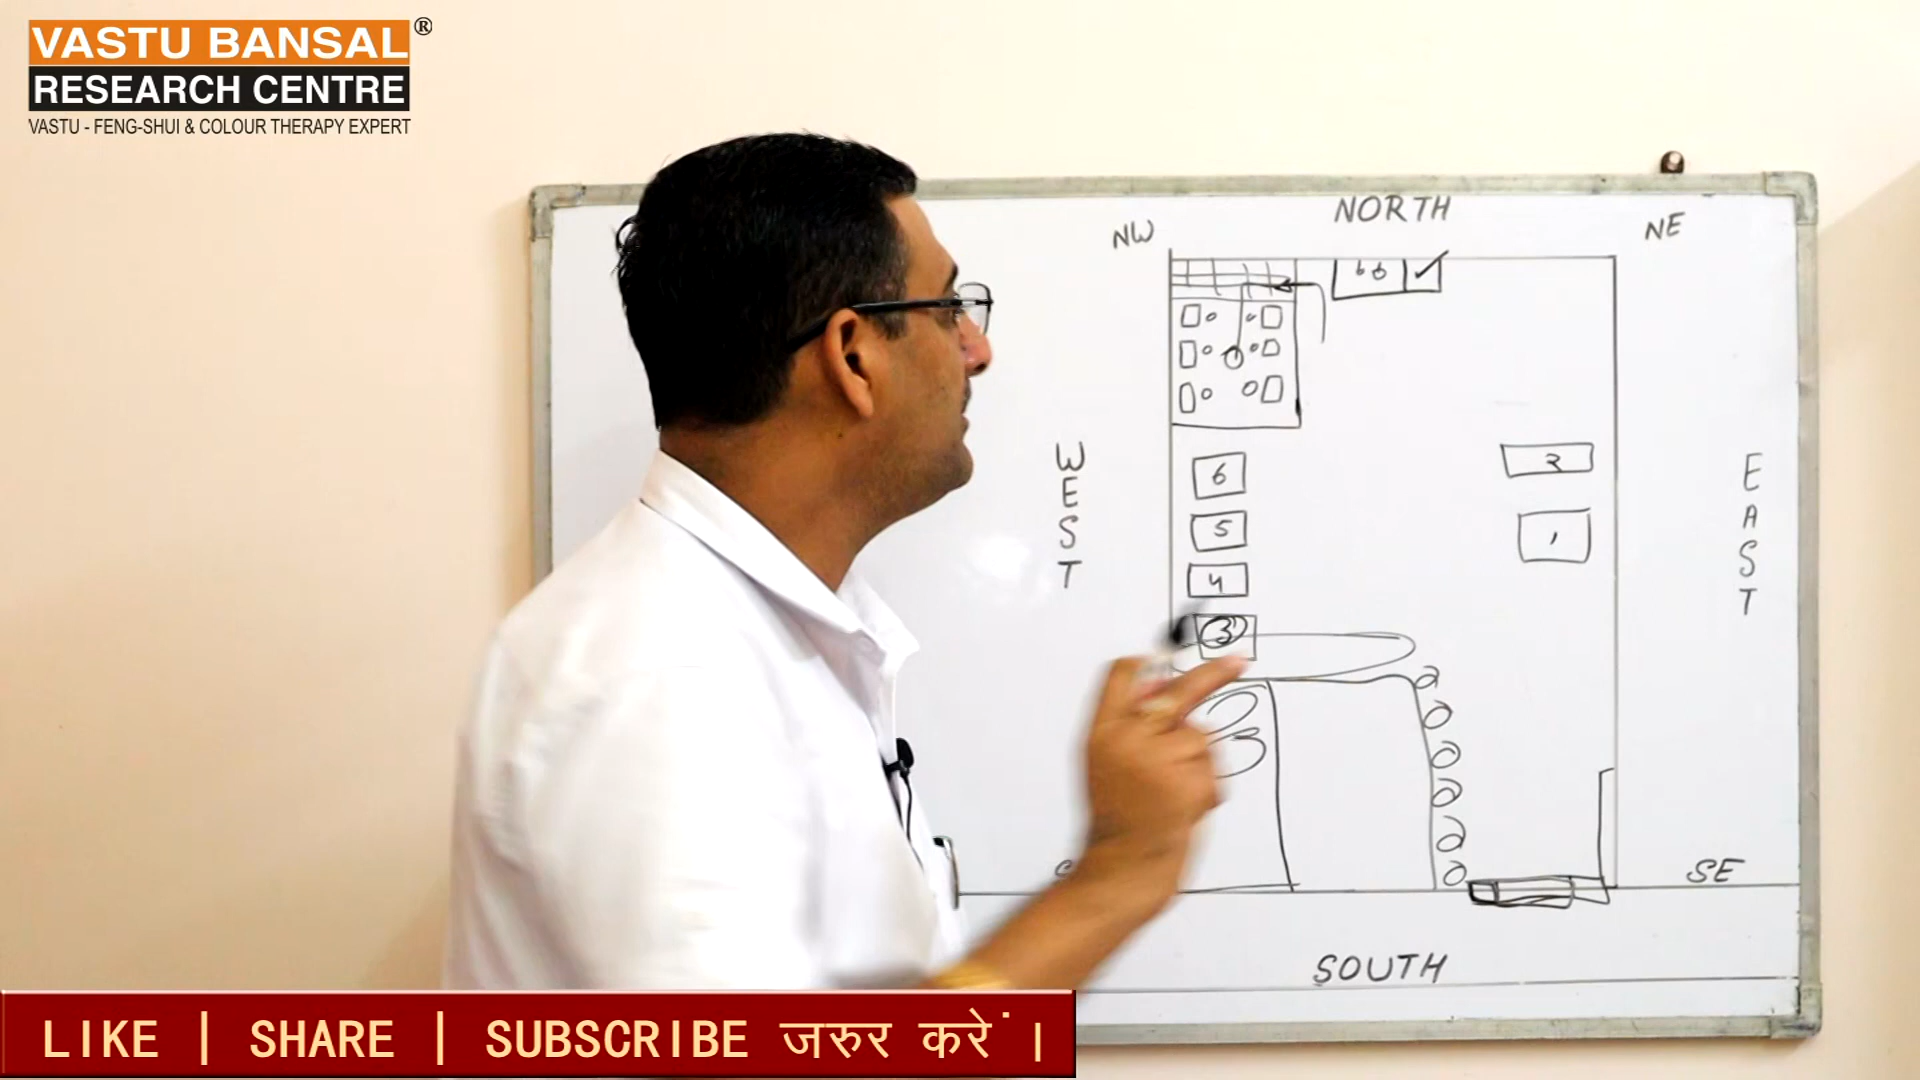 VASTU BANSAL®
RESEARCH CENTRE
VASTU - FENG-SHUI & COLOUR THERAPY EXPERT
NORTH
NW
NE
WEST
EAST
6
5
4
3
2
1
SE
SOUTH
LIKE | SHARE | SUBSCRIBE जरुर करें ।